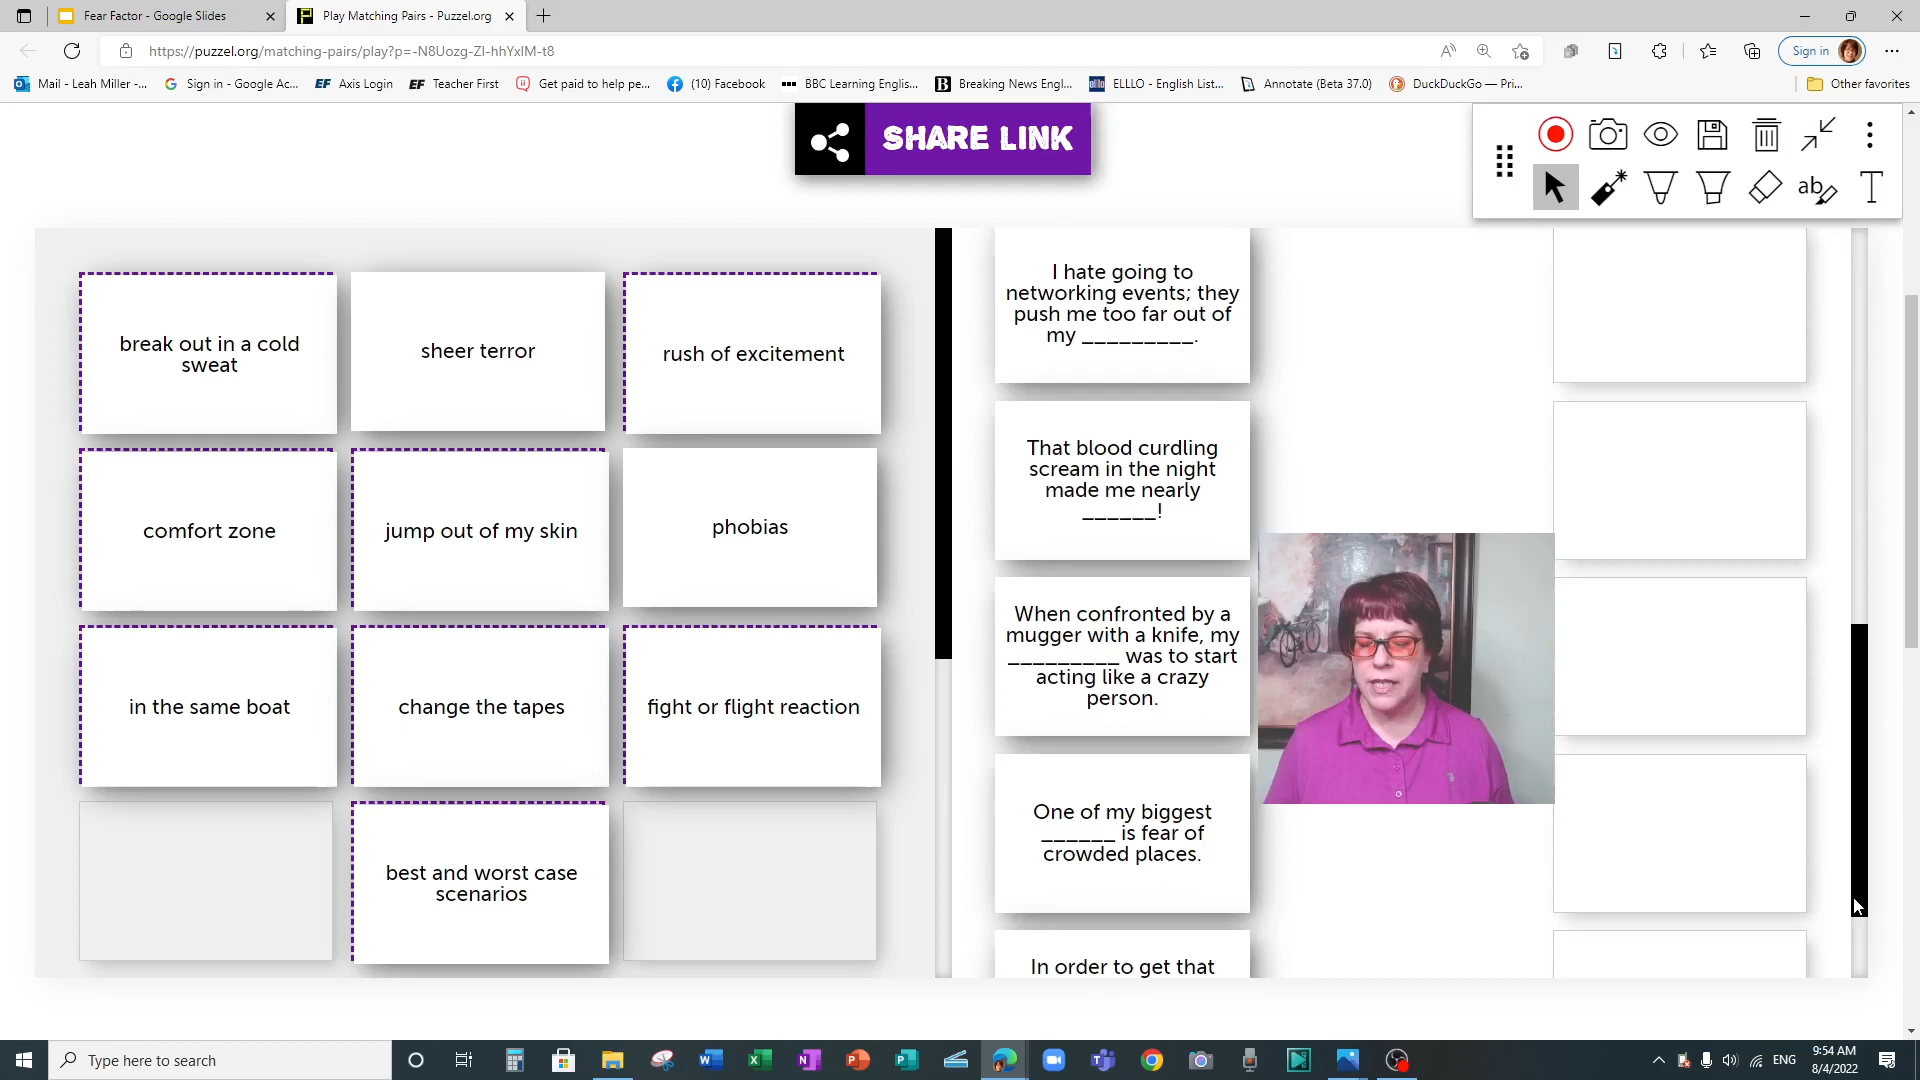 Fear Factor - Google Slides
Play Matching Pairs - Puzzel.org
https://puzzel.org/matching-pairs/play?p=-N8Uozg-ZI-hhYxIM-t8
Sign in
Mail - Leah Miller -...
Sign in - Google Ac...
EF Axis Login
EF Teacher First
Get paid to help pe...
(10) Facebook
BBC Learning Englis...
B Breaking News Engl...
ello ELLLO - English List...
Annotate (Beta 37.0)
DuckDuckGo — Pri...
Other favorites
SHARE LINK
ab
T
break out in a cold
sweat
sheer terror
rush of excitement
comfort zone
jump out of my skin
phobias
in the same boat
change the tapes
fight or flight reaction
best and worst case
scenarios
I hate going to
networking events; they
push me too far out of
my _________.
That blood curdling
scream in the night
made me nearly
______!
When confronted by a
mugger with a knife, my
_________ was to start
acting like a crazy
person.
One of my biggest
______ is fear of
crowded places.
In order to get that
Type here to search
ENG
9:54 AM
8/4/2022